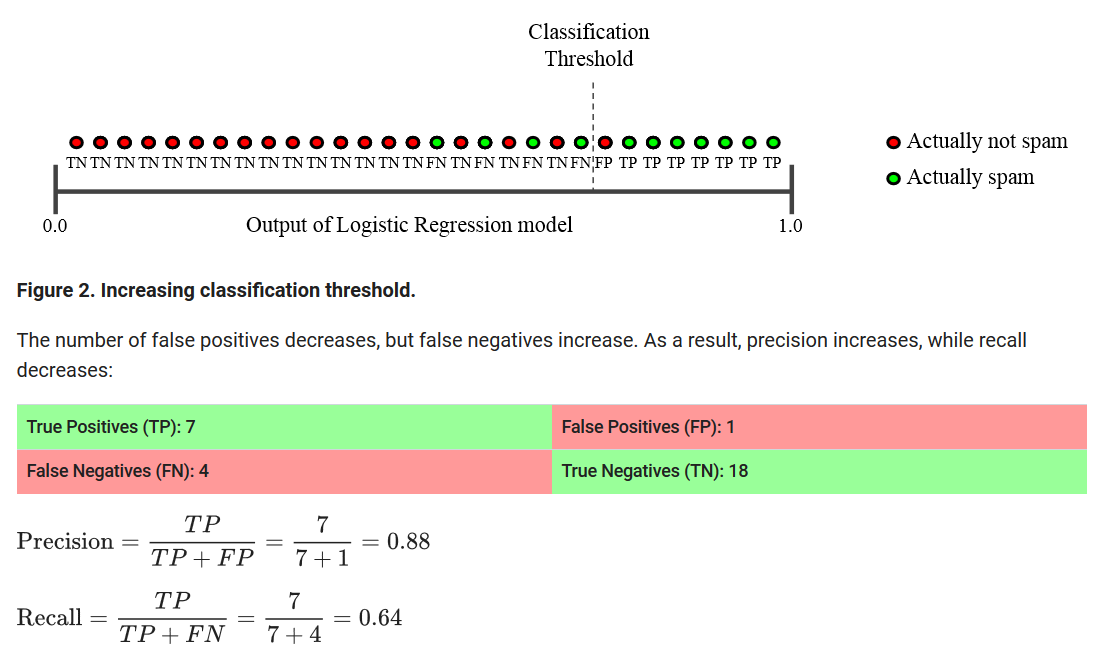 Classification
Threshold
TN TN TN TN TN TN TN TN TN TN TN TN TN TN TN FN TN FN TN FN TN FN FP TP TP TP TP TP TP TP
Actually not spam
Actually spam
0.0
Output of Logistic Regression model
1.0
Figure 2. Increasing classification threshold.
The number of false positives decreases, but false negatives increase. As a result, precision increases, while recall
decreases:
True Positives (TP): 7
False Positives (FP): 1
False Negatives (FN): 4
True Negatives (TN): 18
Precision = TP / (TP + FP) = 7 / (7 + 1) = 0.88
Recall = TP / (TP + FN) = 7 / (7 + 4) = 0.64